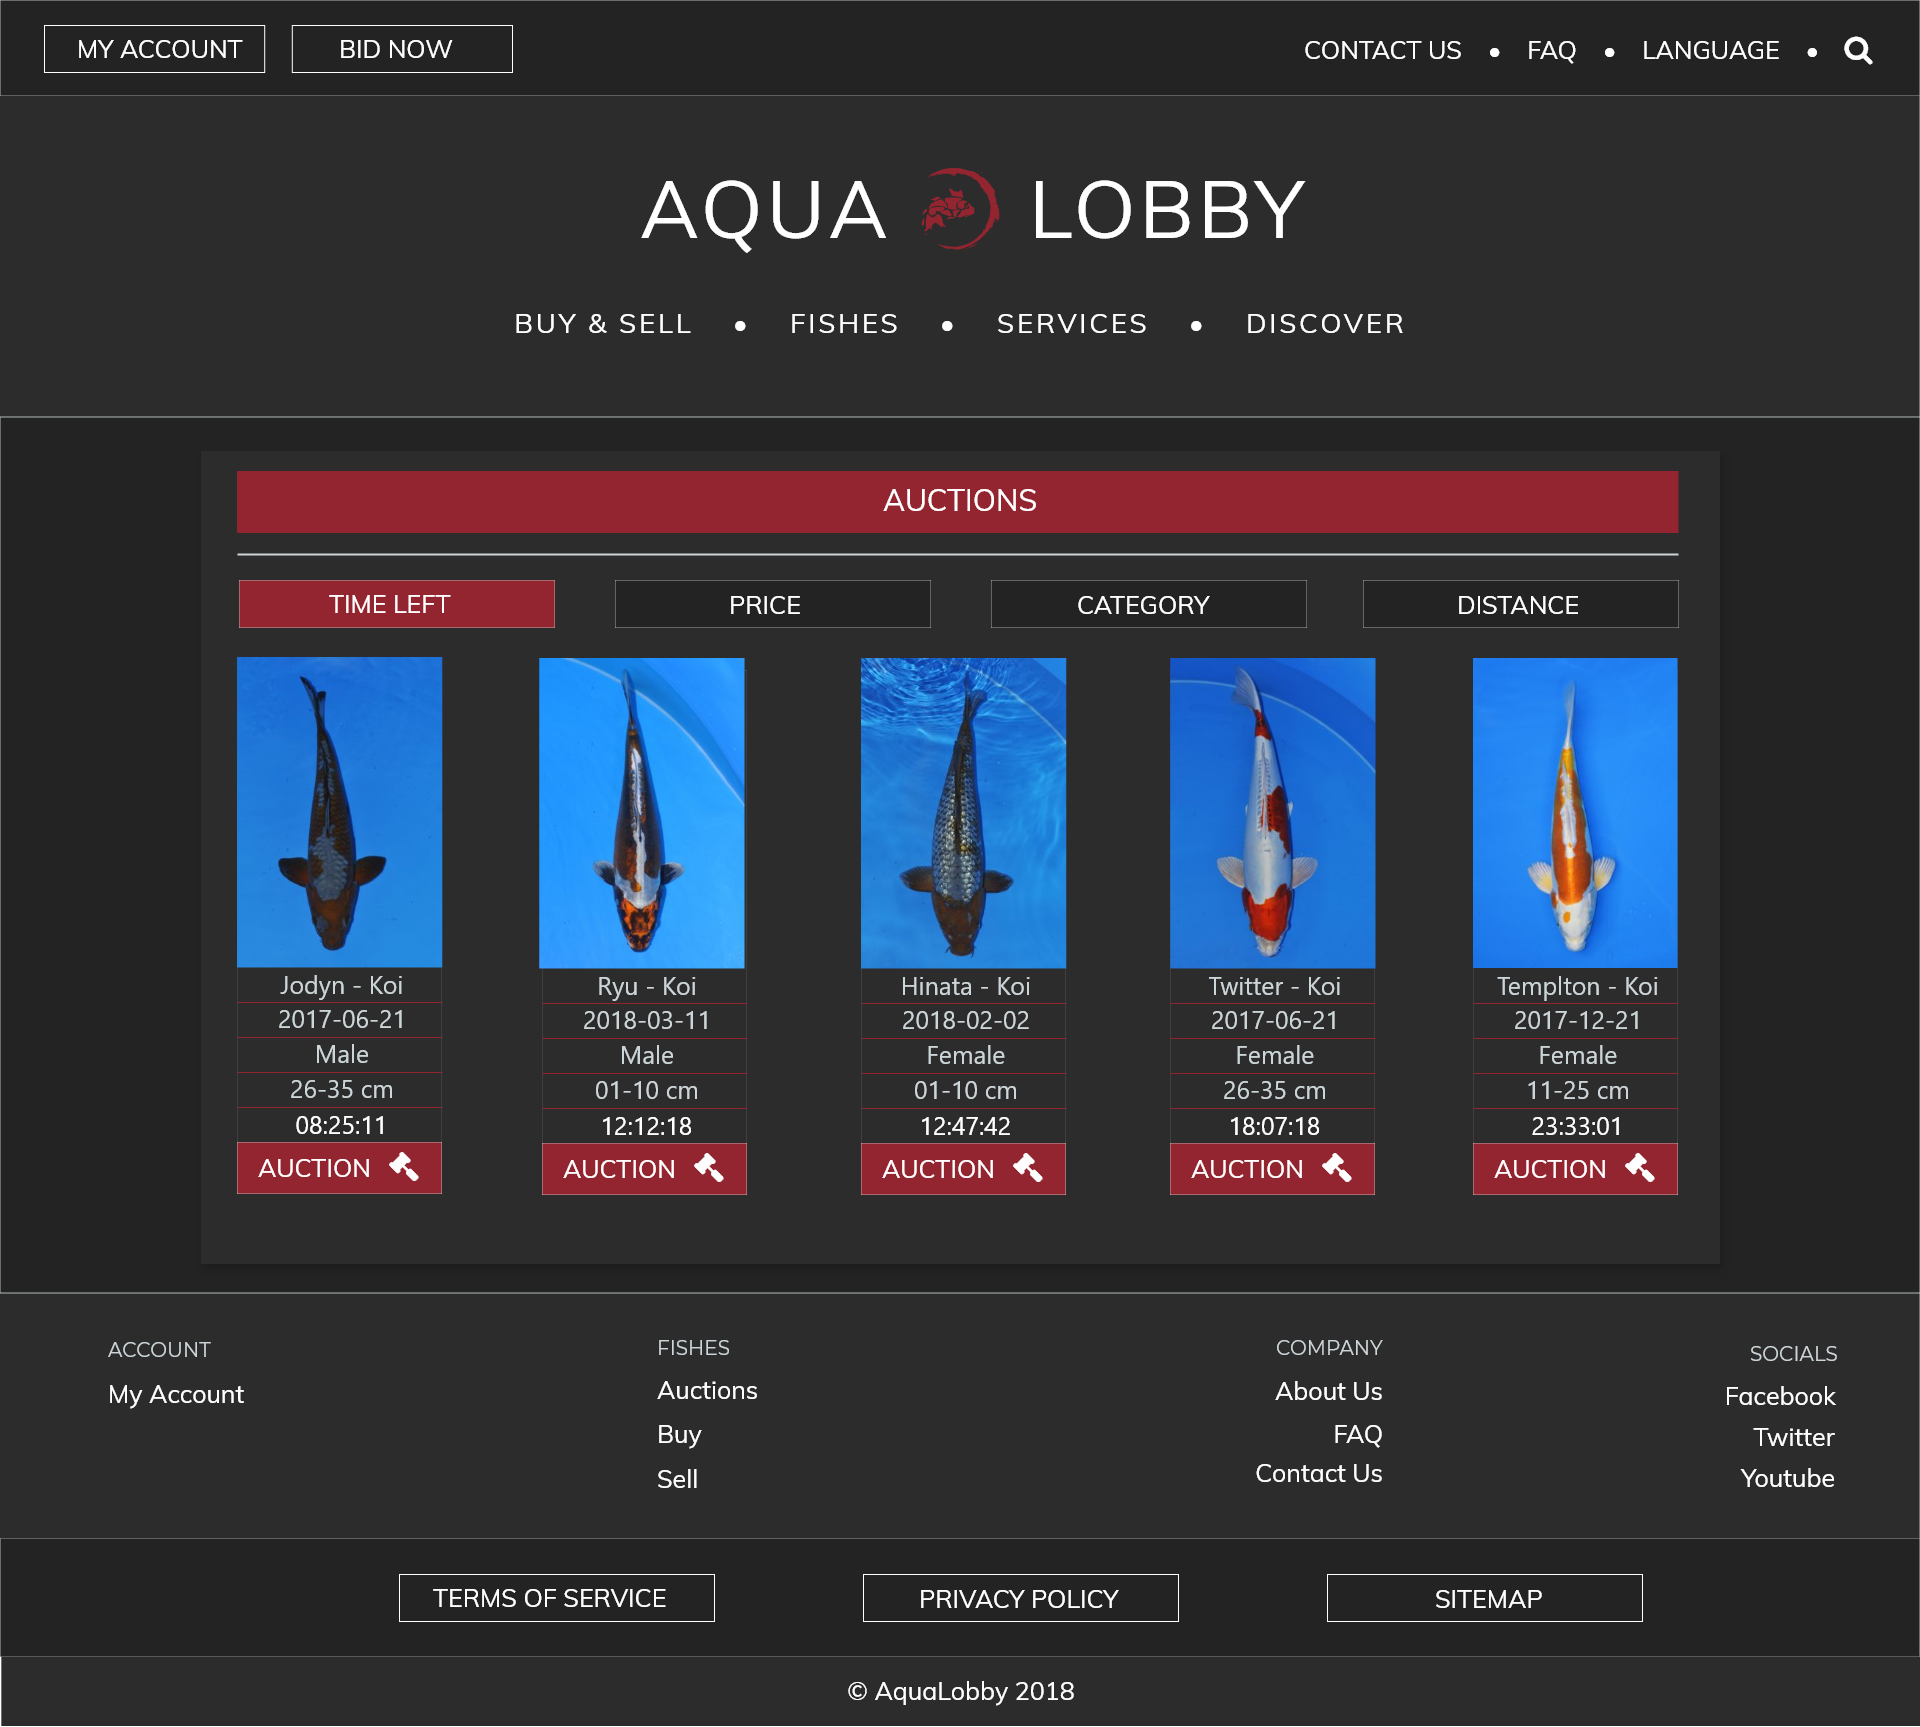 MY ACCOUNT
BID NOW
CONTACT US • FAQ • LANGUAGE •
AQUA LOBBY
BUY & SELL • FISHES • SERVICES • DISCOVER
AUCTIONS
TIME LEFT
PRICE
CATEGORY
DISTANCE
Jodyn - Koi
2017-06-21
Male
26-35 cm
08:25:11
AUCTION
Ryu - Koi
2018-03-11
Male
01-10 cm
12:12:18
AUCTION
Hinata - Koi
2018-02-02
Female
01-10 cm
12:47:42
AUCTION
Twitter - Koi
2017-06-21
Female
26-35 cm
18:07:18
AUCTION
Templton - Koi
2017-12-21
Female
11-25 cm
23:33:01
AUCTION
ACCOUNT
My Account
FISHES
Auctions
Buy
Sell
COMPANY
About Us
FAQ
Contact Us
SOCIALS
Facebook
Twitter
Youtube
TERMS OF SERVICE
PRIVACY POLICY
SITEMAP
© AquaLobby 2018